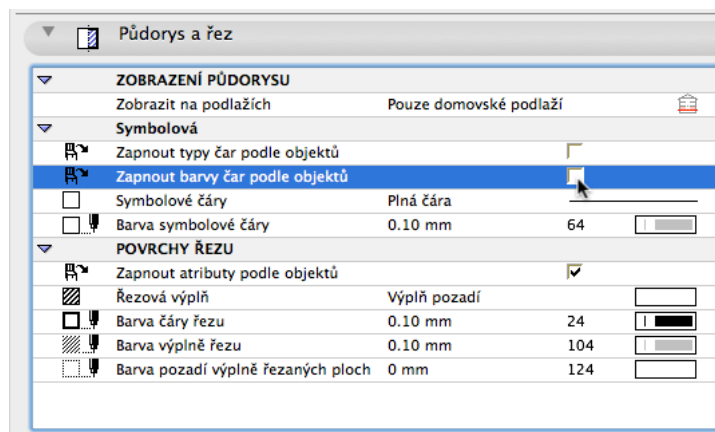 Půdorys a řez
ZOBRAZENÍ PŮDORYSU
Zobrazit na podlažích Pouze domovské podlaží
Symbolová
Zapnout typy čar podle objektů
Zapnout barvy čar podle objektů
Symbolové čáry Plná čára
Barva symbolové čáry 0.10 mm 64
POVRCHY ŘEZU
Zapnout atributy podle objektů
Řezová výplň Výplň pozadí
Barva čáry řezu 0.10 mm 24
Barva výplně řezu 0.10 mm 104
Barva pozadí výplně řezaných ploch 0 mm 124